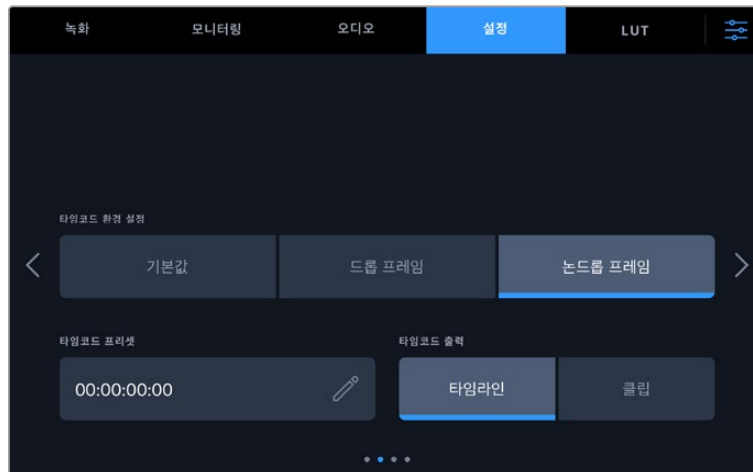 녹화 모니터링 오디오 설정 LUT
타임코드 환경 설정
기본값 드롭 프레임 논드롭 프레임
타임코드 프리셋 타임코드 출력
00:00:00:00 타임라인 클립